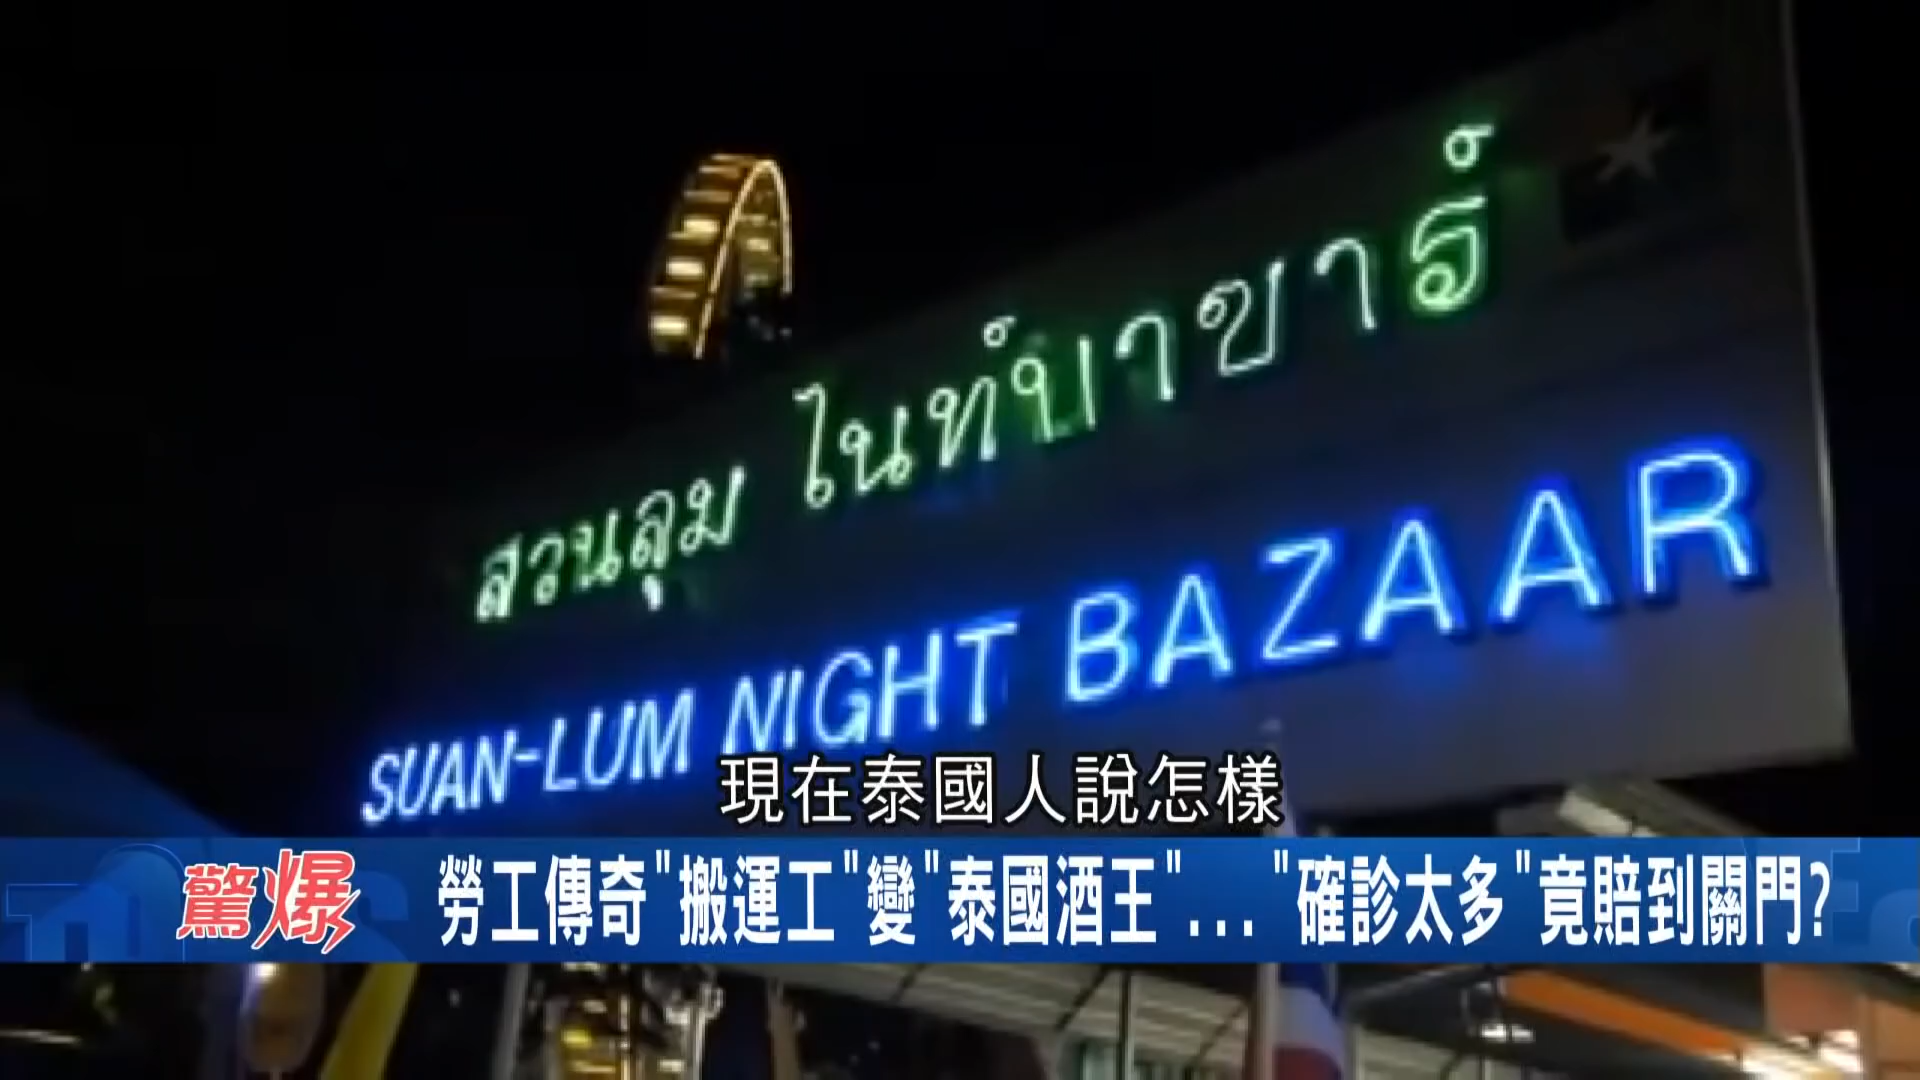 สวนลุม ไนท์บาซาร์
SUAN-LUM NIGHT BAZAAR
現在泰國人說怎樣
驚爆
勞工傳奇"搬運工"變"泰國酒王"..."確診太多"竟賠到關門?